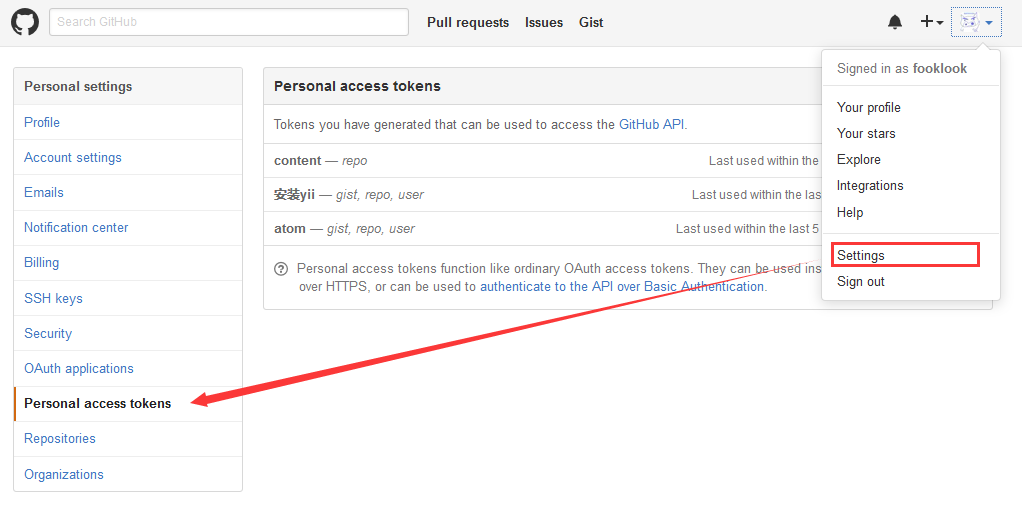 Search GitHub
Pull requests Issues Gist
Signed in as fooklook
Your profile
Your stars
Explore
Integrations
Help
Settings
Sign out
Personal settings
Profile
Account settings
Emails
Notification center
Billing
SSH keys
Security
OAuth applications
Personal access tokens
Repositories
Organizations
Personal access tokens
Tokens you have generated that can be used to access the GitHub API.
content — repo Last used within the
安装yii — gist, repo, user Last used within the las
atom — gist, repo, user Last used within the last 5
Personal access tokens function like ordinary OAuth access tokens. They can be used ins
over HTTPS, or can be used to authenticate to the API over Basic Authentication.